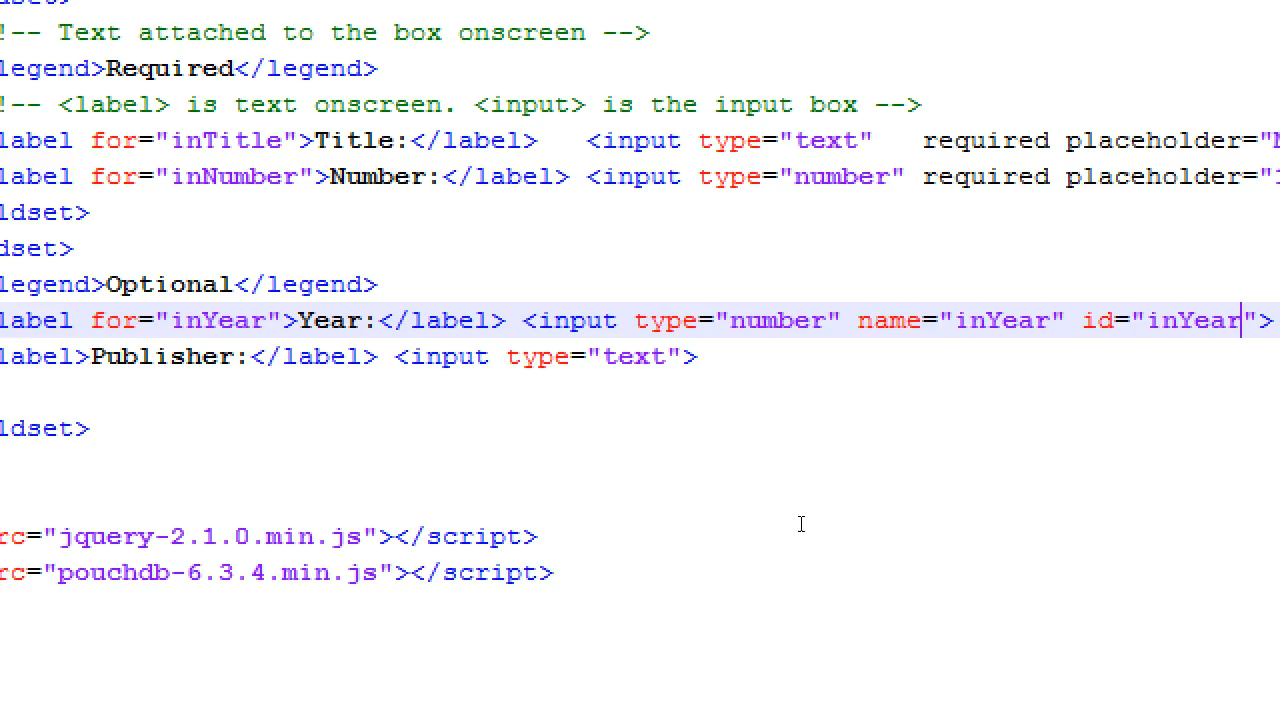 dset>
!-- Text attached to the box onscreen -->
legend>Required</legend>
!-- <label> is text onscreen. <input> is the input box -->
label for="inTitle">Title:</label>   <input type="text"   required placeholder="
label for="inNumber">Number:</label> <input type="number" required placeholder="
ldset>
dset>
legend>Optional</legend>
label for="inYear">Year:</label> <input type="number" name="inYear" id="inYear">
label>Publisher:</label> <input type="text">
ldset>
rc="jquery-2.1.0.min.js"></script>
rc="pouchdb-6.3.4.min.js"></script>